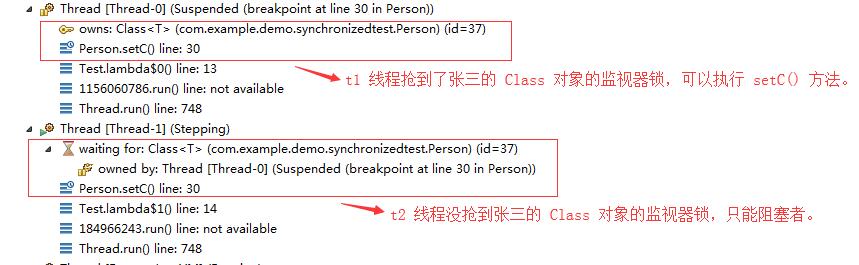 Thread [Thread-0] (Suspended (breakpoint at line 30 in Person))
owns: Class<T> (com.example.demo.synchronizedtest.Person) (id=37)
Person.setC() line: 30
Test.lambda$0() line: 13
t1 线程抢到了张三的 Class 对象的监视器锁，可以执行 setC() 方法。
1156060786.run() line: not available
Thread.run() line: 748
Thread [Thread-1] (Stepping)
waiting for: Class<T> (com.example.demo.synchronizedtest.Person) (id=37)
owned by: Thread [Thread-0] (Suspended (breakpoint at line 30 in Person))
Person.setC() line: 30
Test.lambda$1() line: 14
t2 线程没抢到张三的 Class 对象的监视器锁，只能阻塞者。
184966243.run() line: not available
Thread.run() line: 748